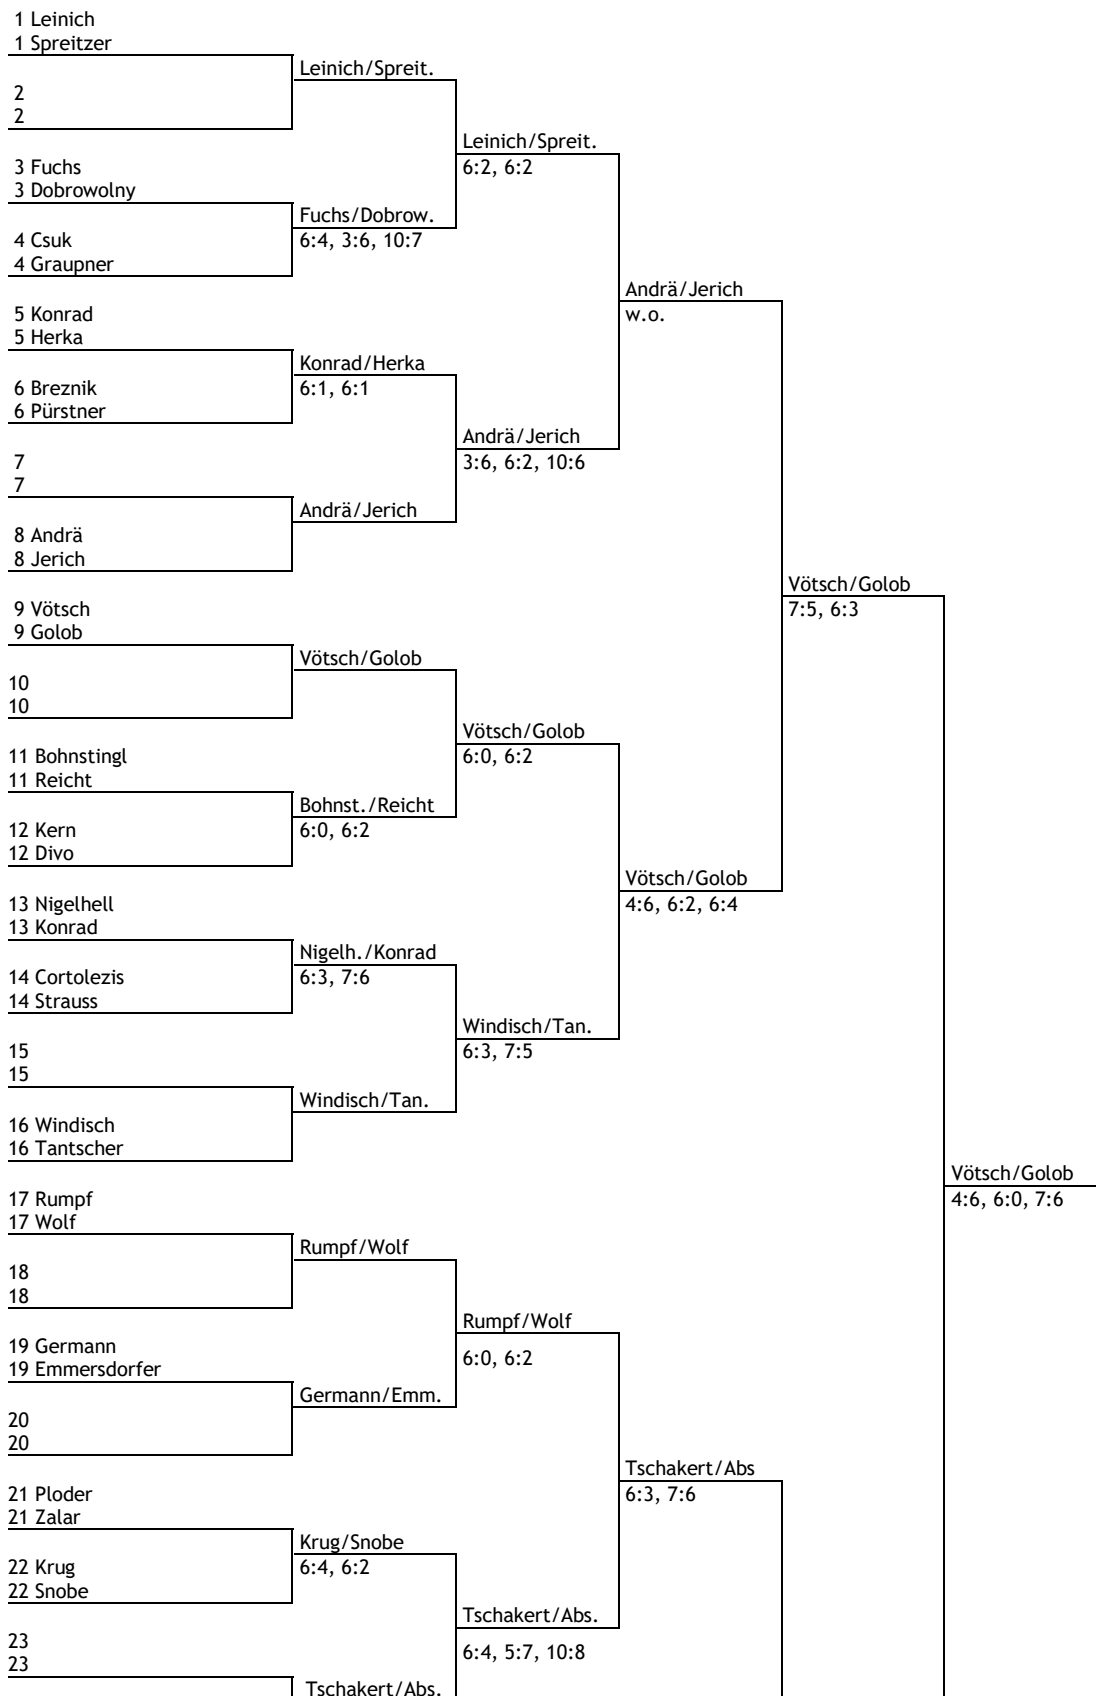 1 Leinich
1 Spreitzer
Leinich/Spreit.
2
2
Leinich/Spreit.
6:2, 6:2
3 Fuchs
3 Dobrowolny
Fuchs/Dobrow.
6:4, 3:6, 10:7
4 Csuk
4 Graupner
Andrä/Jerich
w.o.
5 Konrad
5 Herka
Konrad/Herka
6:1, 6:1
6 Breznik
6 Pürstner
Andrä/Jerich
3:6, 6:2, 10:6
7
7
Andrä/Jerich
8 Andrä
8 Jerich
Vötsch/Golob
7:5, 6:3
9 Vötsch
9 Golob
Vötsch/Golob
10
10
Vötsch/Golob
6:0, 6:2
11 Bohnstingl
11 Reicht
Bohnst./Reicht
6:0, 6:2
12 Kern
12 Divo
Vötsch/Golob
4:6, 6:2, 6:4
13 Nigelhell
13 Konrad
Nigelh./Konrad
6:3, 7:6
14 Cortolezis
14 Strauss
Windisch/Tan.
6:3, 7:5
15
15
Windisch/Tan.
16 Windisch
16 Tantscher
Vötsch/Golob
4:6, 6:0, 7:6
17 Rumpf
17 Wolf
Rumpf/Wolf
18
18
Rumpf/Wolf
6:0, 6:2
19 Germann
19 Emmersdorfer
Germann/Emm.
20
20
Tschakert/Abs
6:3, 7:6
21 Ploder
21 Zalar
Krug/Snobe
6:4, 6:2
22 Krug
22 Snobe
Tschakert/Abs.
6:4, 5:7, 10:8
23
23
Tschakert/Abs.